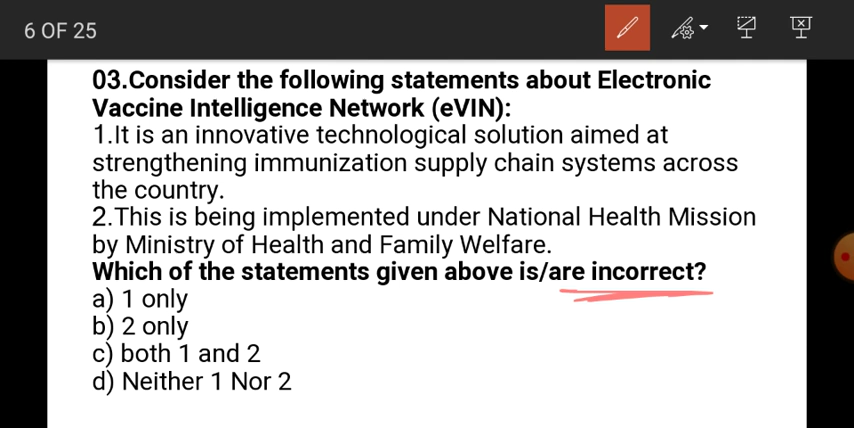 6 OF 25
03.Consider the following statements about Electronic
Vaccine Intelligence Network (eVIN):
1.It is an innovative technological solution aimed at
strengthening immunization supply chain systems across
the country.
2.This is being implemented under National Health Mission
by Ministry of Health and Family Welfare.
Which of the statements given above is/are incorrect?
a) 1 only
b) 2 only
c) both 1 and 2
d) Neither 1 Nor 2